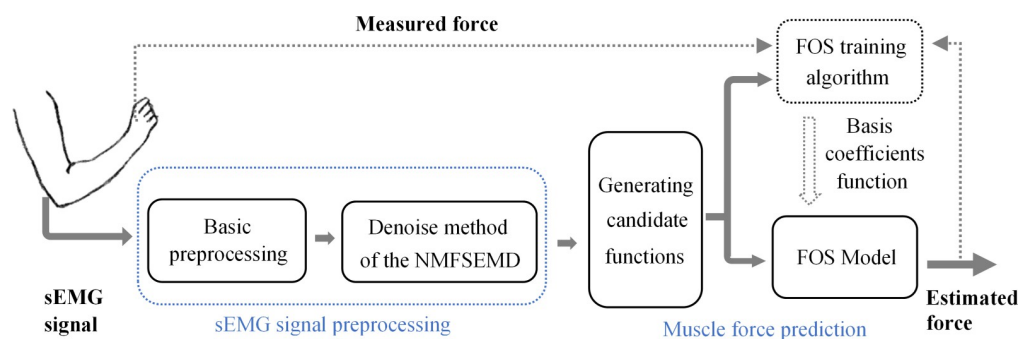 Measured force
FOS training
algorithm
Basis
coefficients
function
Generating
candidate
functions
Basic
preprocessing
Denoise method
of the NMFSEMD
FOS Model
sEMG
signal
sEMG signal preprocessing
Muscle force prediction
Estimated
force